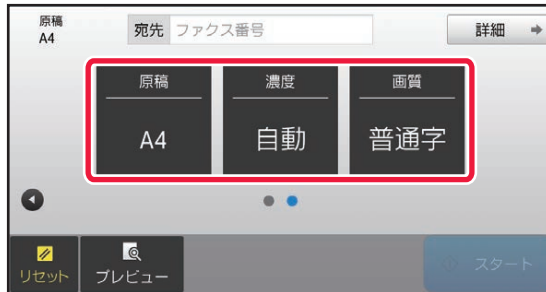 原稿
A4
宛先 ファクス番号
詳細
原稿 濃度 画質
A4 自動 普通字
リセット プレビュー スタート